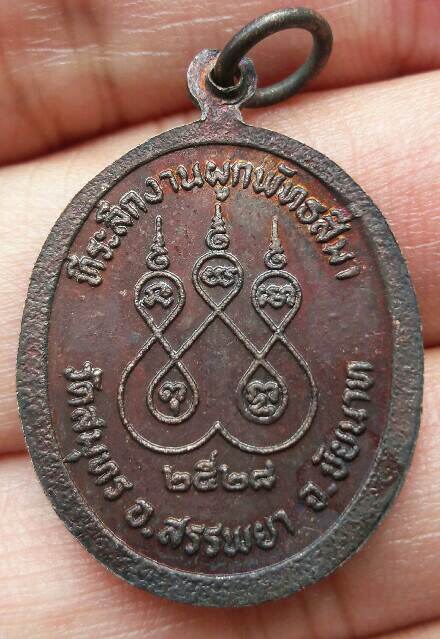 ที่ระลึกงานผูกพัทธสีมา
๒๕๒๘
วัดสมุทร อ.สรรพยา จ.ชัยนาท